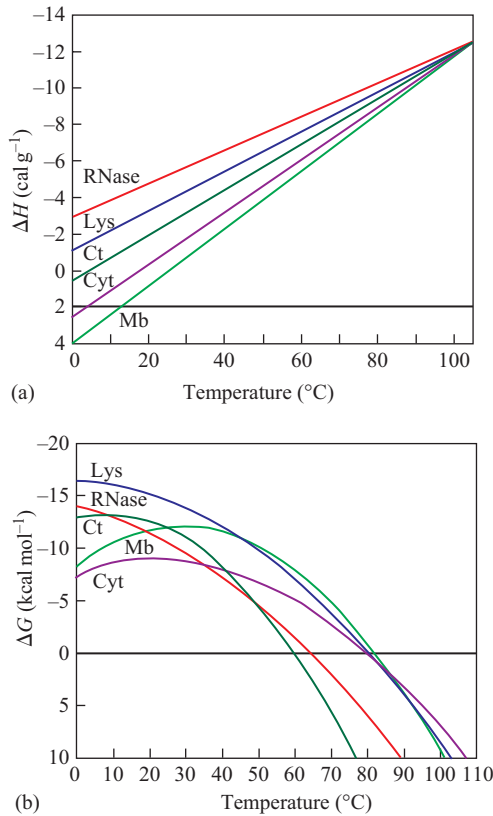 −14
−12
−10
−8
−6
−4
−2
0
2
4
ΔH (cal g−1)
RNase
Lys
Ct
Cyt
Mb
0 20 40 60 80 100
Temperature (°C)
(a)
−20
−15
−10
−5
0
5
10
ΔG (kcal mol−1)
Lys
RNase
Ct
Mb
Cyt
0 10 20 30 40 50 60 70 80 90 100 110
Temperature (°C)
(b)